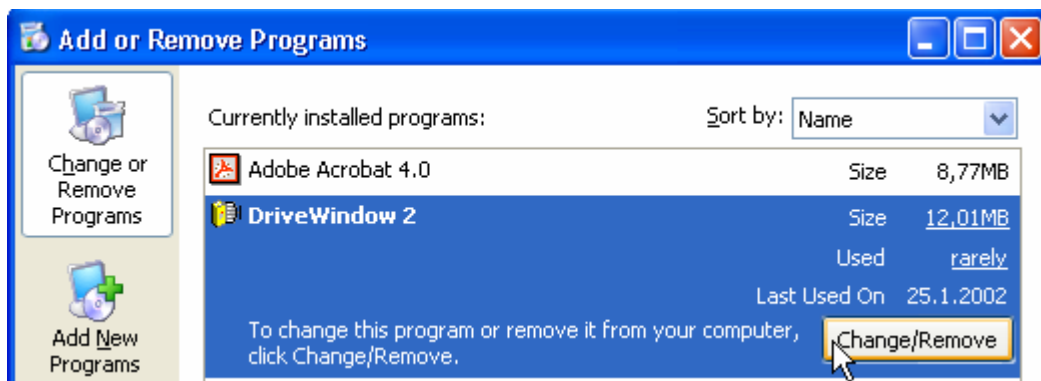 Add or Remove Programs
Change or
Remove
Programs
Add New
Programs
Currently installed programs:
Sort by: Name
Adobe Acrobat 4.0 Size 8,77MB
DriveWindow 2 Size 12,01MB
Used rarely
Last Used On 25.1.2002
To change this program or remove it from your computer,
click Change/Remove.
Change/Remove